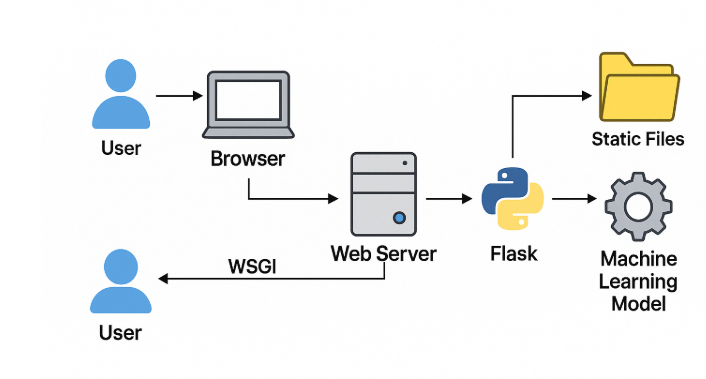 User
Browser
Static Files
Web Server
Flask
Machine
Learning
Model
WSGI
User